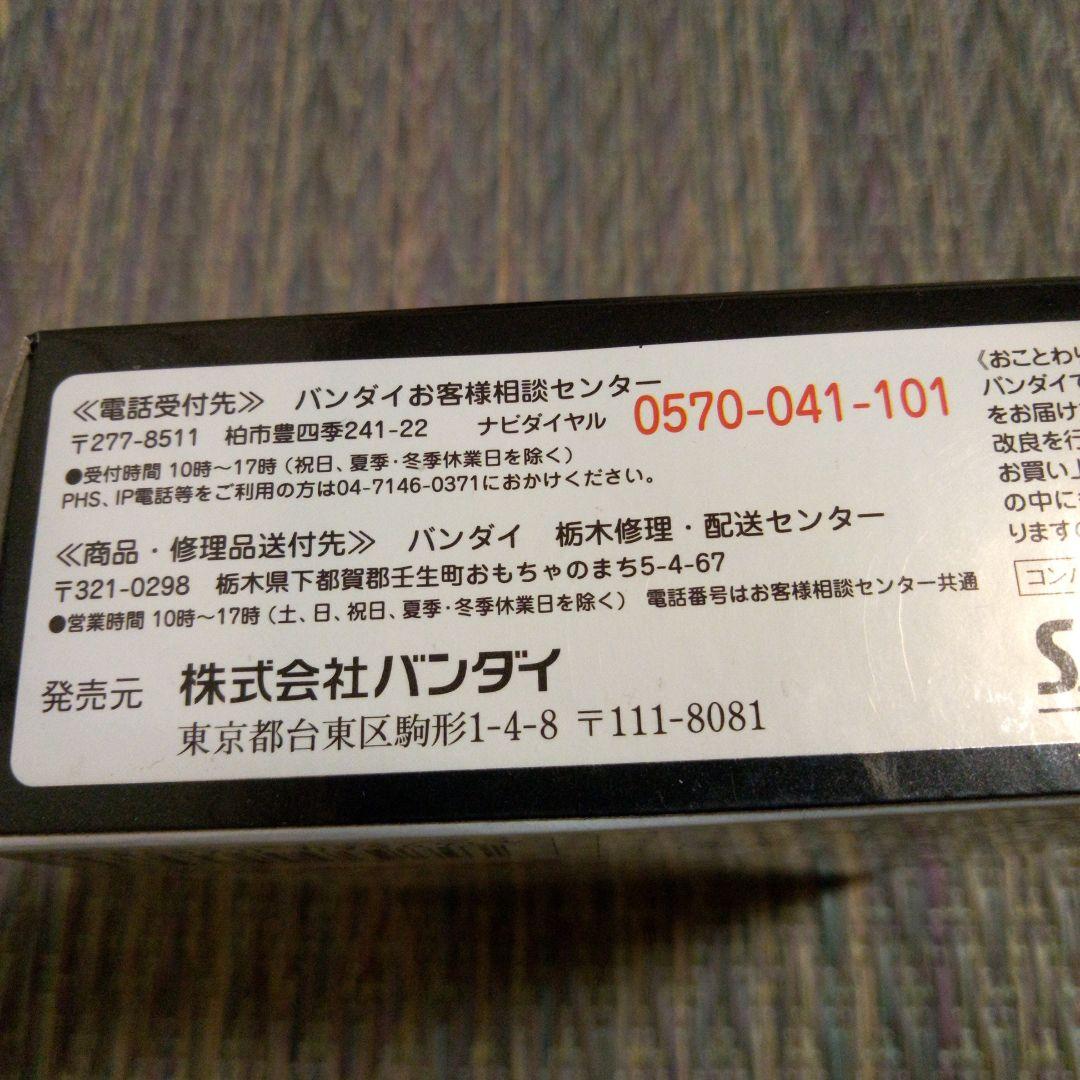 ≪電話受付先≫ バンダイお客様相談センター
〒277-8511 柏市豊四季241-22 ナビダイヤル 0570-041-101
●受付時間 10時～17時(祝日、夏季・冬季休業日を除く)
PHS、IP電話等をご利用の方は04-7146-0371におかけください。
≪商品・修理品送付先≫ バンダイ 栃木修理・配送センター
〒321-0298 栃木県下都賀郡壬生町おもちゃのまち5-4-67
●営業時間 10時～17時(土、日、祝日、夏季・冬季休業日を除く) 電話番号はお客様相談センター共通
発売元 株式会社バンダイ
東京都台東区駒形1-4-8 〒111-8081
《おことわり
バンダイで
をお届け
改良を行
お買い上
の中に
ります
コンパ